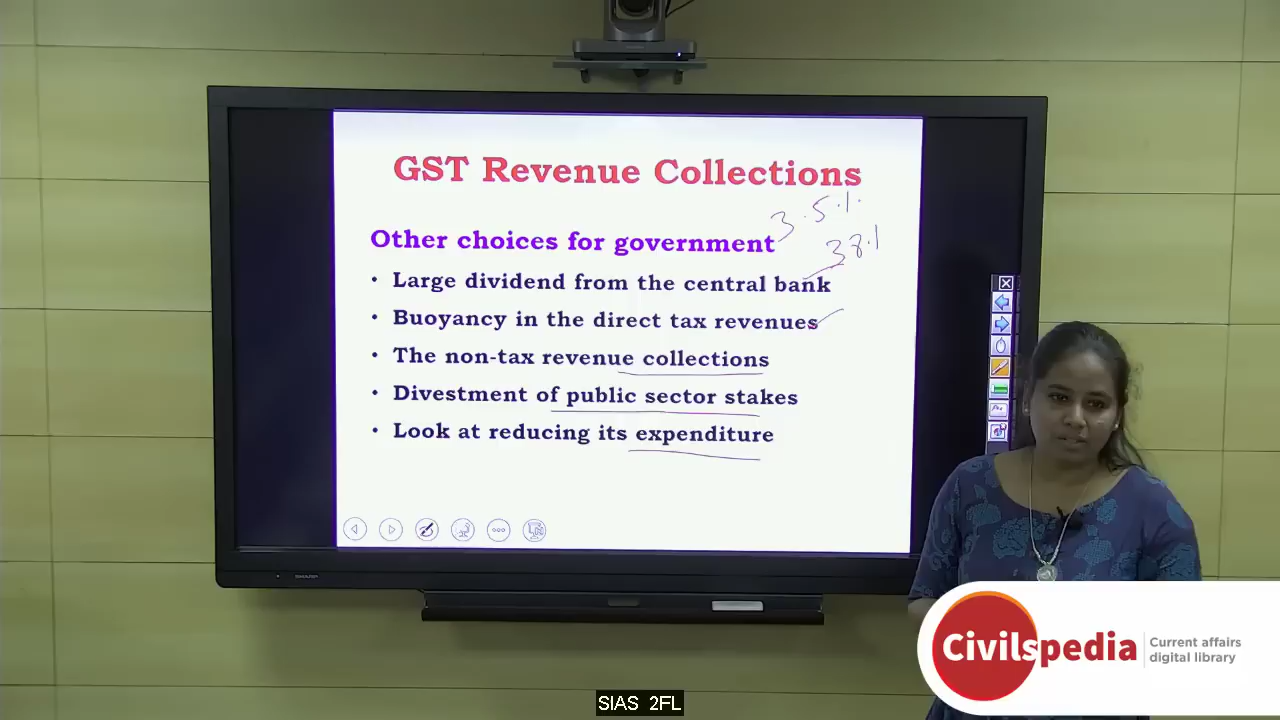 GST Revenue Collections
3.5.1.
38.1
Other choices for government
• Large dividend from the central bank
• Buoyancy in the direct tax revenues
• The non-tax revenue collections
• Divestment of public sector stakes
• Look at reducing its expenditure
SHARP
Civilspedia
Current affairs
digital library
SIAS 2FL